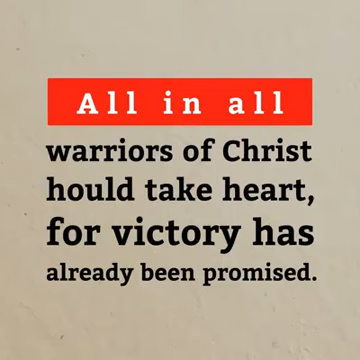 All in all
warriors of Christ
hould take heart,
for victory has
already been promised.